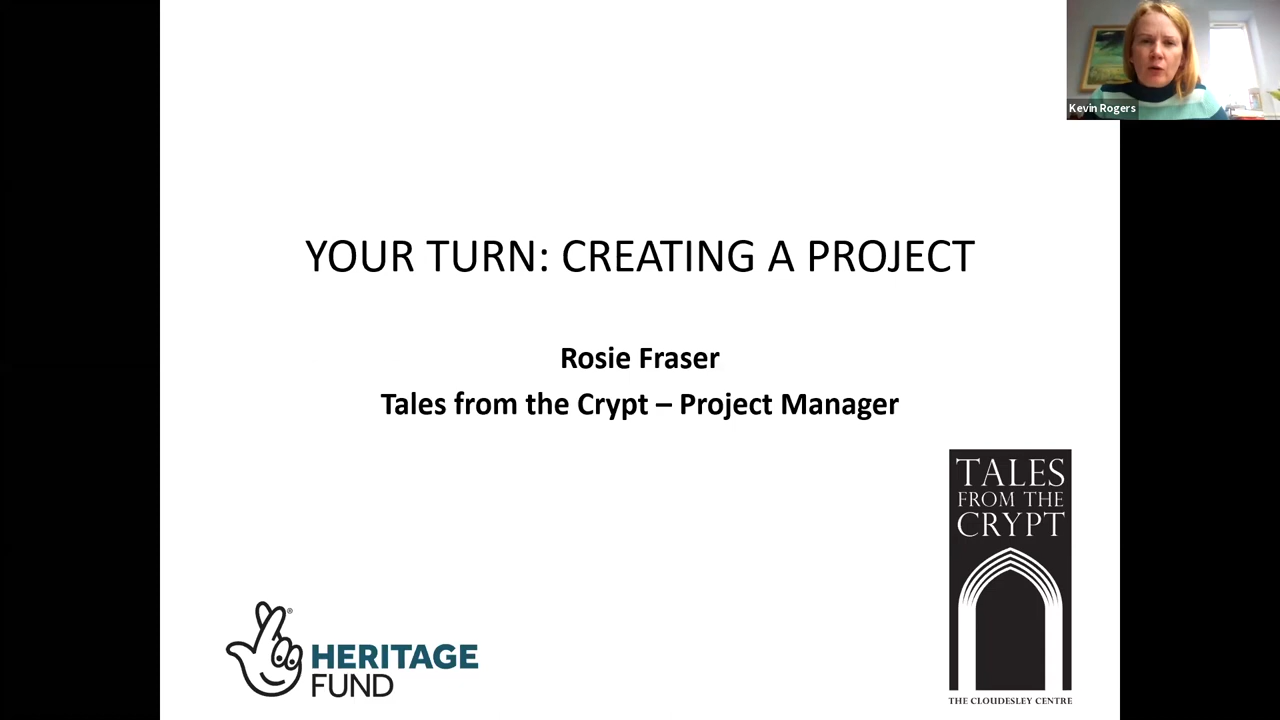 Kevin Rogers
YOUR TURN: CREATING A PROJECT
Rosie Fraser
Tales from the Crypt – Project Manager
TALES
FROM THE
CRYPT
THE CLOUDESLEY CENTRE
®
HERITAGE
FUND